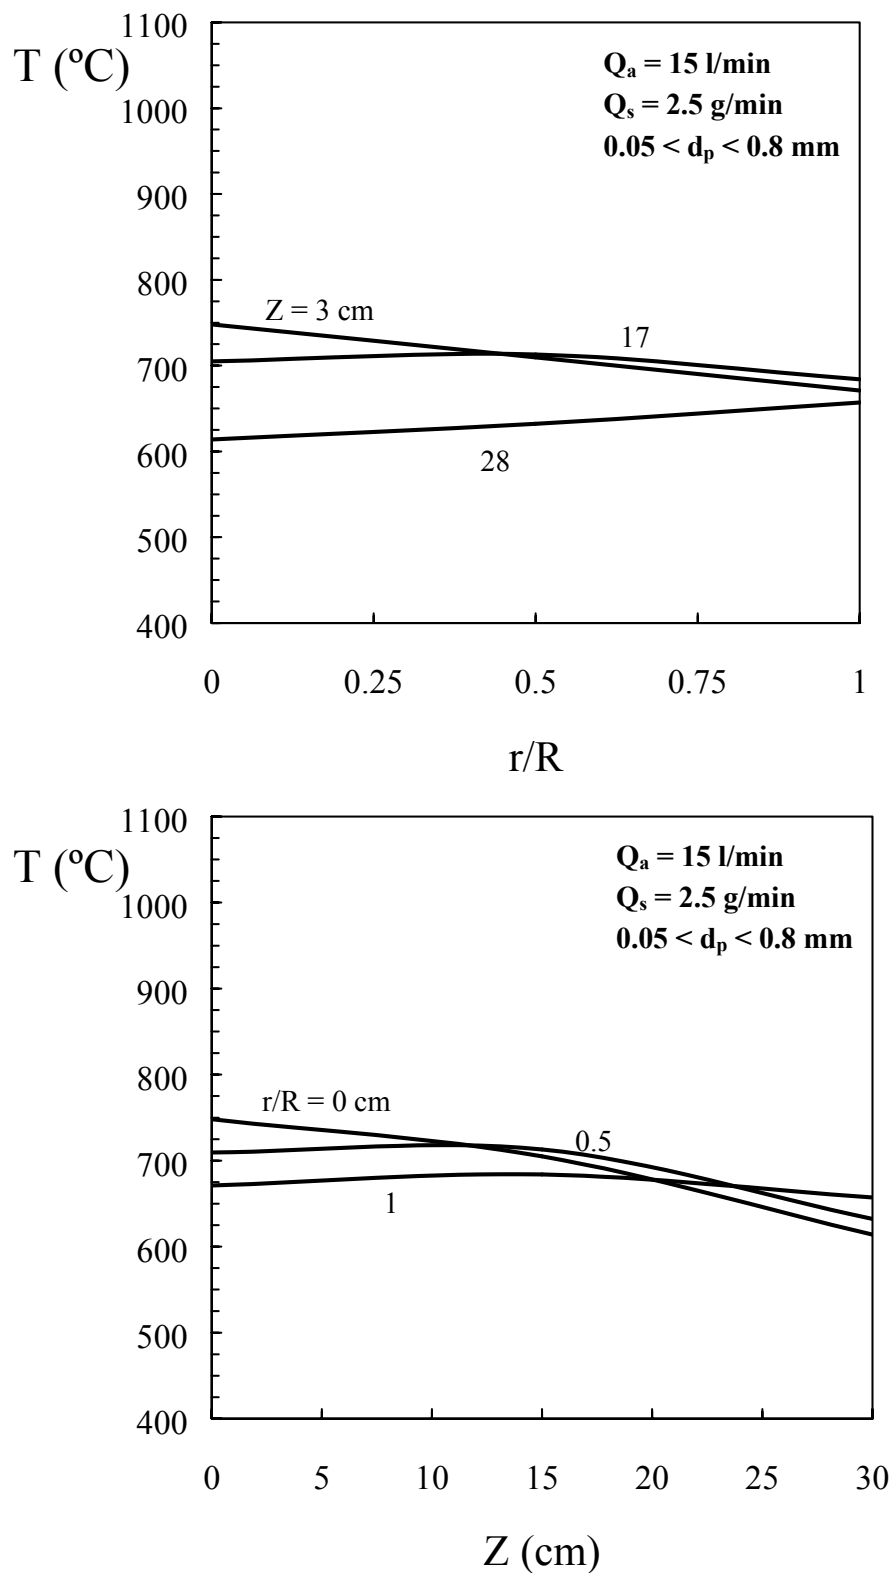 1100
T (ºC)
1000
900
800
700
600
500
400
Qa = 15 l/min
Qs = 2.5 g/min
0.05 < dp < 0.8 mm
Z = 3 cm
17
28
0 0.25 0.5 0.75 1
r/R
1100
T (ºC)
1000
900
800
700
600
500
400
Qa = 15 l/min
Qs = 2.5 g/min
0.05 < dp < 0.8 mm
r/R = 0 cm
0.5
1
0 5 10 15 20 25 30
Z (cm)